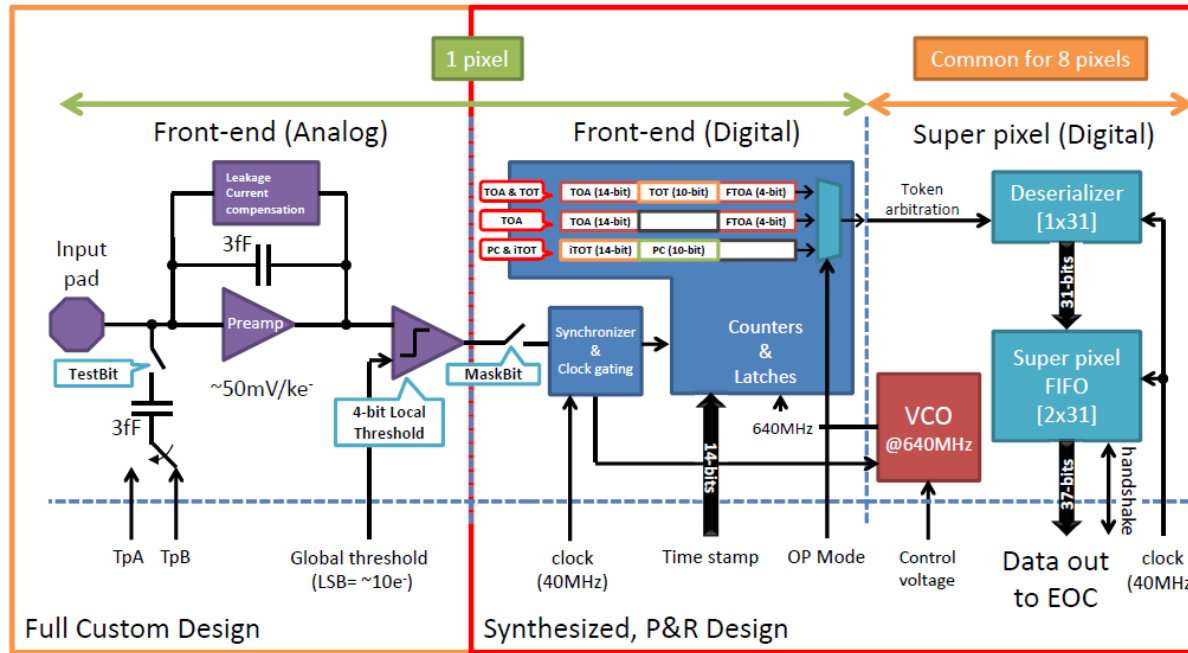 1 pixel
Common for 8 pixels
Front-end (Analog)
Front-end (Digital)
Super pixel (Digital)
Leakage
Current
compensation
3fF
Input
pad
Preamp
TestBit
~50mV/ke-
3fF
4-bit Local
Threshold
MaskBit
TOA & TOT
TOA (14-bit)
TOT (10-bit)
FTOA (4-bit)
TOA
TOA (14-bit)
FTOA (4-bit)
PC & iTOT
iTOT (14-bit)
PC (10-bit)
Synchronizer
&
Clock gating
Counters
&
Latches
640MHz
14-bits
Token
arbitration
Deserializer
[1x31]
31-bits
Super pixel
FIFO
[2x31]
VCO
@640MHz
37-bits
handshake
TpA
TpB
Global threshold
(LSB= ~10e-)
clock
(40MHz)
Time stamp
OP Mode
Control
voltage
Data out
to EOC
clock
(40MHz)
Full Custom Design
Synthesized, P&R Design